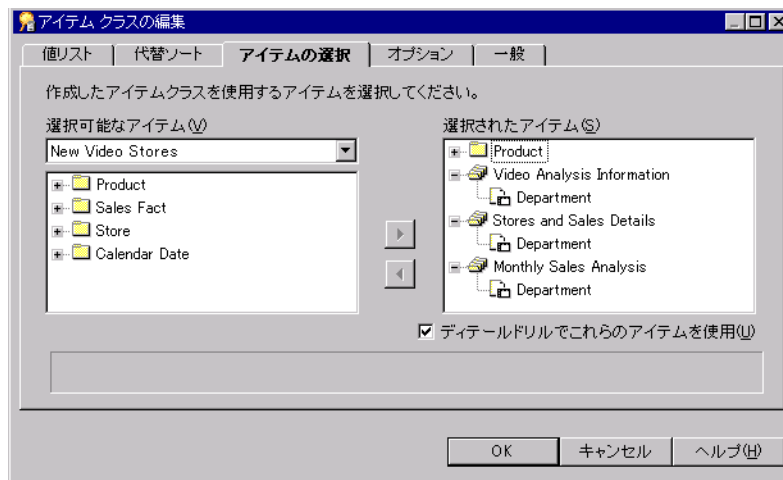 アイテム クラスの編集
値リスト 代替ソート アイテムの選択 オプション 一般
作成したアイテムクラスを使用するアイテムを選択してください。
選択可能なアイテム(V)
New Video Stores
Product
Sales Fact
Store
Calendar Date
選択されたアイテム(S)
Product
Video Analysis Information
Department
Stores and Sales Details
Department
Monthly Sales Analysis
Department
ディテールドリルでこれらのアイテムを使用(U)
OK キャンセル ヘルプ(H)